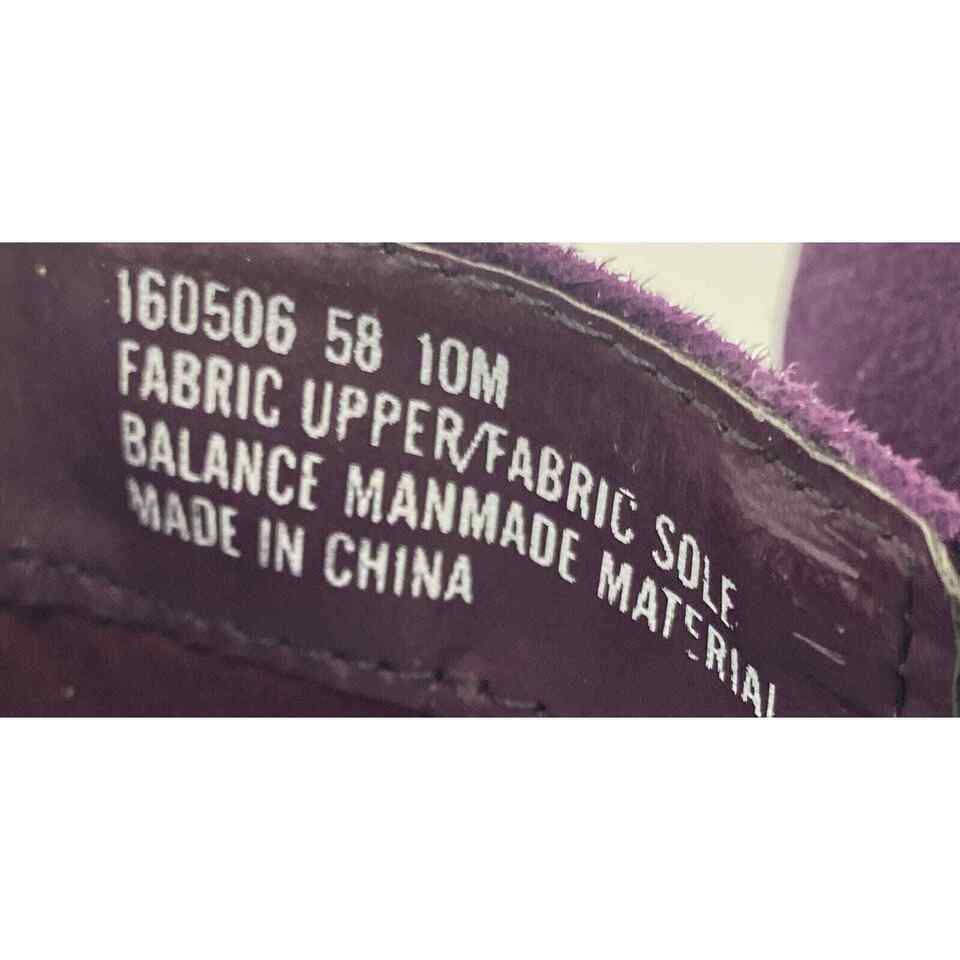 160506 58 10M
FABRIC UPPER/FABRIC SOLE
BALANCE MANMADE MATERIAL
MADE IN CHINA